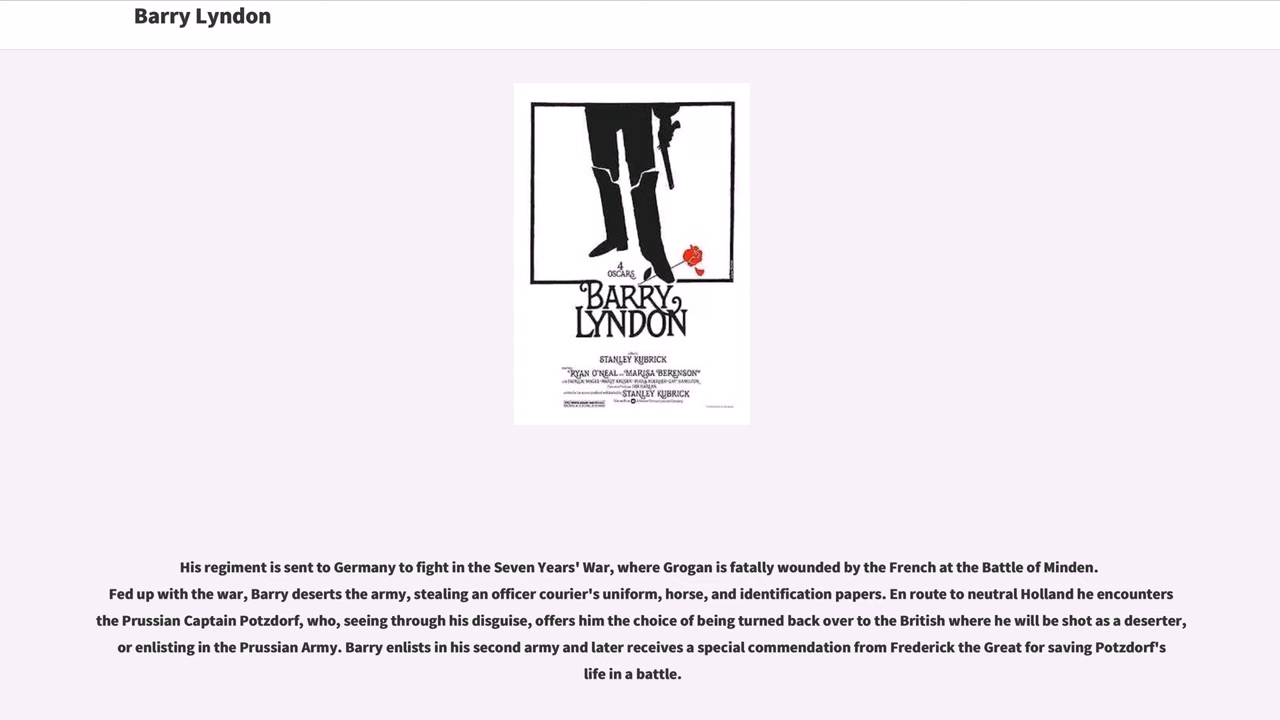 Barry Lyndon
4
OSCARS
BARRY
LYNDON
STANLEY KUBRICK
RYAN O'NEAL and MARISA BERENSON
STANLEY KUBRICK
His regiment is sent to Germany to fight in the Seven Years' War, where Grogan is fatally wounded by the French at the Battle of Minden.
Fed up with the war, Barry deserts the army, stealing an officer courier's uniform, horse, and identification papers. En route to neutral Holland he encounters
the Prussian Captain Potzdorf, who, seeing through his disguise, offers him the choice of being turned back over to the British where he will be shot as a deserter,
or enlisting in the Prussian Army. Barry enlists in his second army and later receives a special commendation from Frederick the Great for saving Potzdorf's
life in a battle.